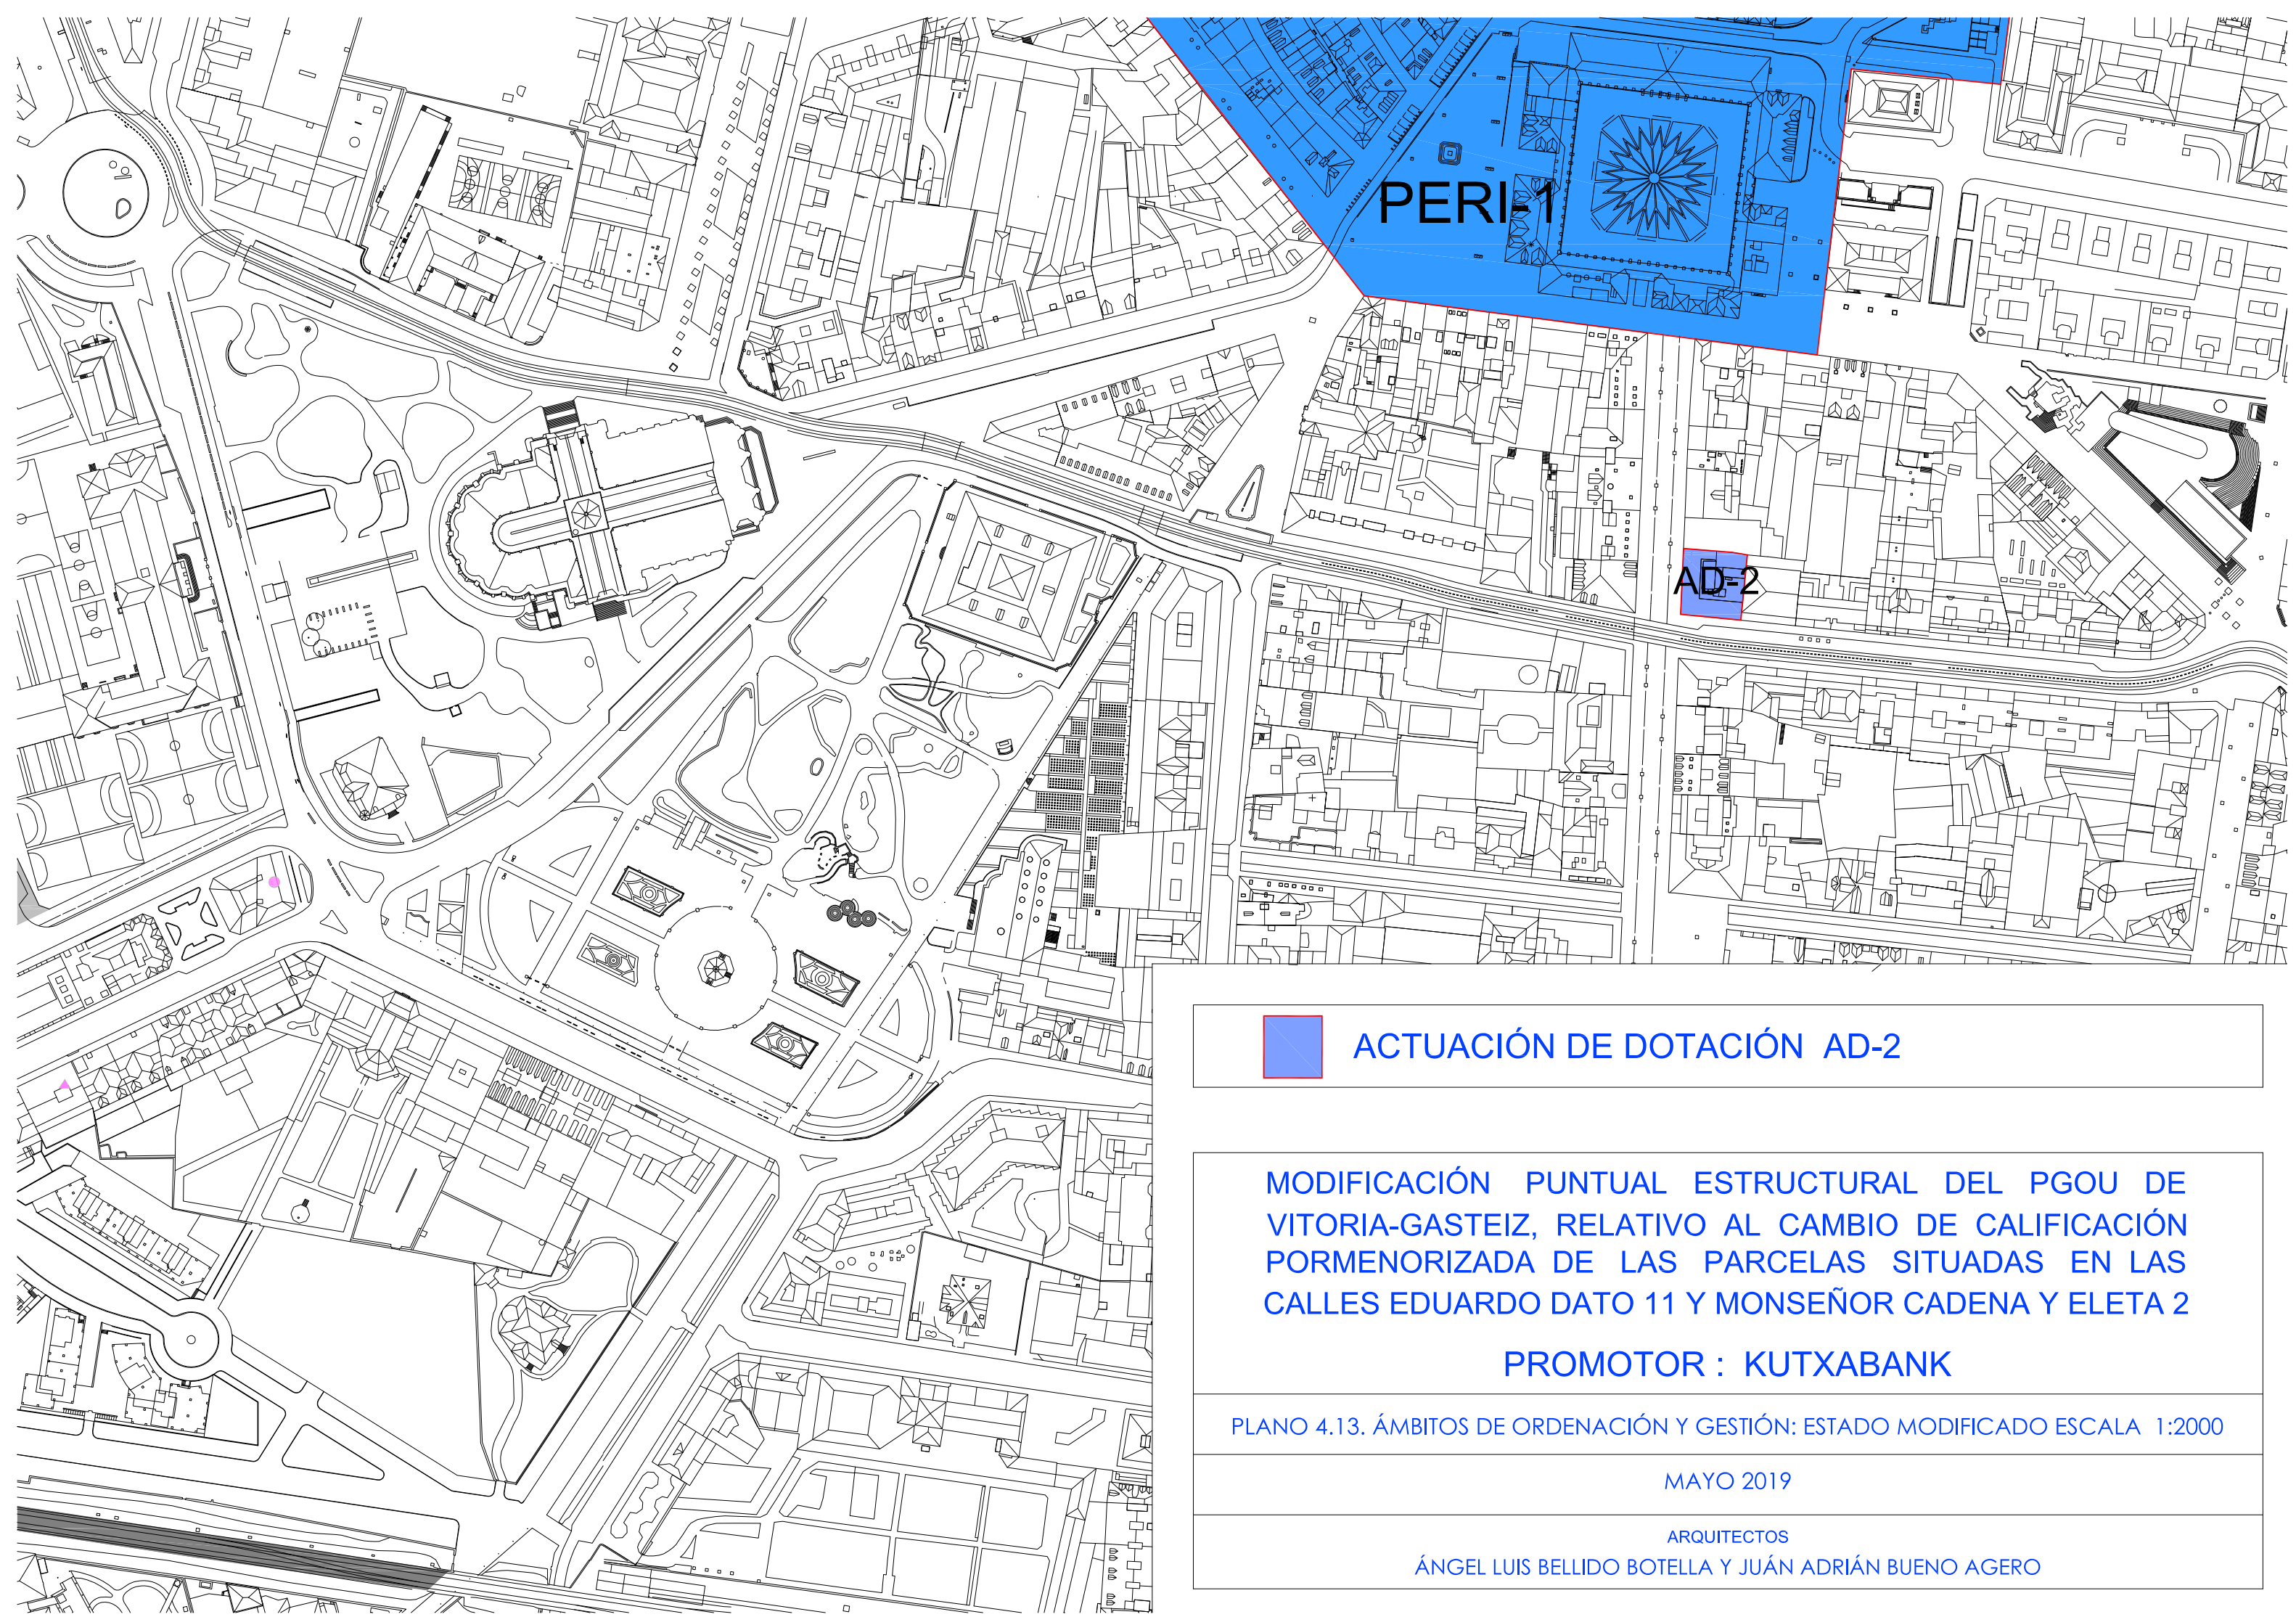 PERI-1
AD-2
ACTUACIÓN DE DOTACIÓN AD-2
MODIFICACIÓN PUNTUAL ESTRUCTURAL DEL PGOU DE
VITORIA-GASTEIZ, RELATIVO AL CAMBIO DE CALIFICACIÓN
PORMENORIZADA DE LAS PARCELAS SITUADAS EN LAS
CALLES EDUARDO DATO 11 Y MONSEÑOR CADENA Y ELETA 2
PROMOTOR : KUTXABANK
PLANO 4.13. ÁMBITOS DE ORDENACIÓN Y GESTIÓN: ESTADO MODIFICADO ESCALA 1:2000
MAYO 2019
ARQUITECTOS
ÁNGEL LUIS BELLIDO BOTELLA Y JUÁN ADRIÁN BUENO AGERO